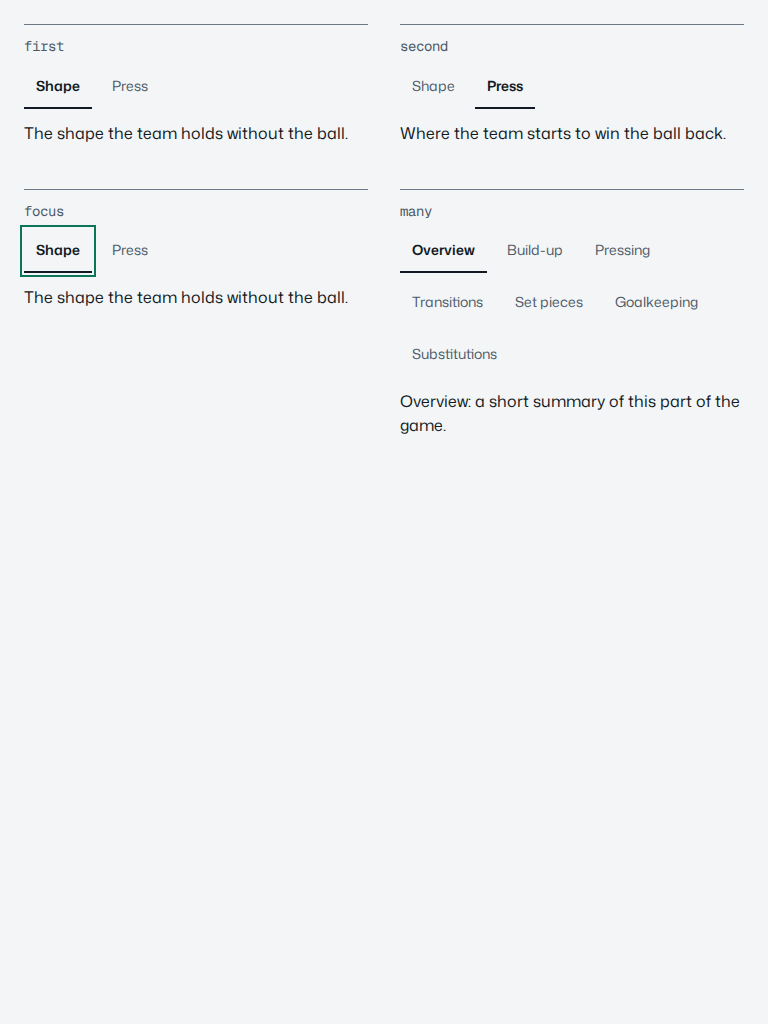 first
Shape Press
The shape the team holds without the ball.
second
Shape Press
Where the team starts to win the ball back.
focus
Shape Press
The shape the team holds without the ball.
many
Overview Build-up Pressing
Transitions Set pieces Goalkeeping
Substitutions
Overview: a short summary of this part of the
game.